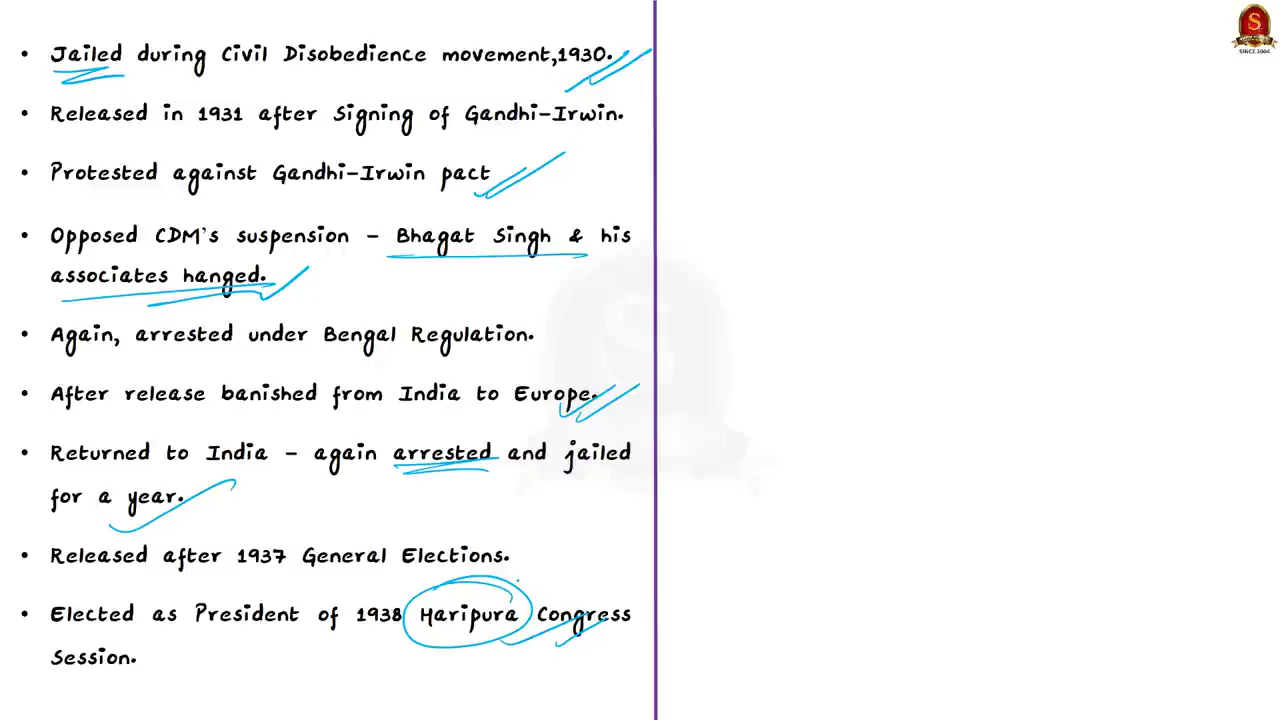 • Jailed during Civil Disobedience movement,1930.
• Released in 1931 after Signing of Gandhi-Irwin.
• Protested against Gandhi-Irwin pact
• Opposed CDM's suspension - Bhagat Singh & his
associates hanged.
• Again, arrested under Bengal Regulation.
• After release banished from India to Europe.
• Returned to India - again arrested and jailed
for a year.
• Released after 1937 General Elections.
• Elected as President of 1938 Haripura Congress
Session.
S
SINCE 2004